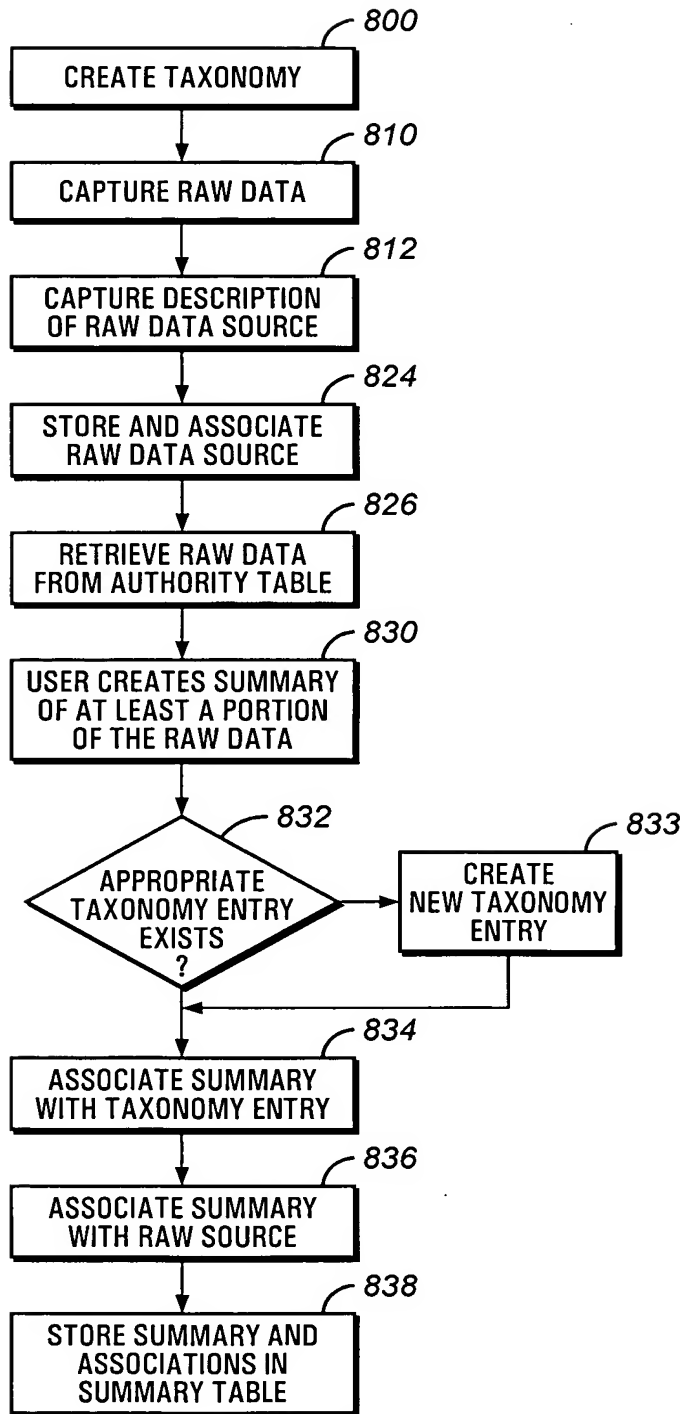 800
CREATE TAXONOMY
810
CAPTURE RAW DATA
812
CAPTURE DESCRIPTION
OF RAW DATA SOURCE
824
STORE AND ASSOCIATE
RAW DATA SOURCE
826
RETRIEVE RAW DATA
FROM AUTHORITY TABLE
830
USER CREATES SUMMARY
OF AT LEAST A PORTION
OF THE RAW DATA
832
APPROPRIATE
TAXONOMY ENTRY
EXISTS
?
833
CREATE
NEW TAXONOMY
ENTRY
834
ASSOCIATE SUMMARY
WITH TAXONOMY ENTRY
836
ASSOCIATE SUMMARY
WITH RAW SOURCE
838
STORE SUMMARY AND
ASSOCIATIONS IN
SUMMARY TABLE